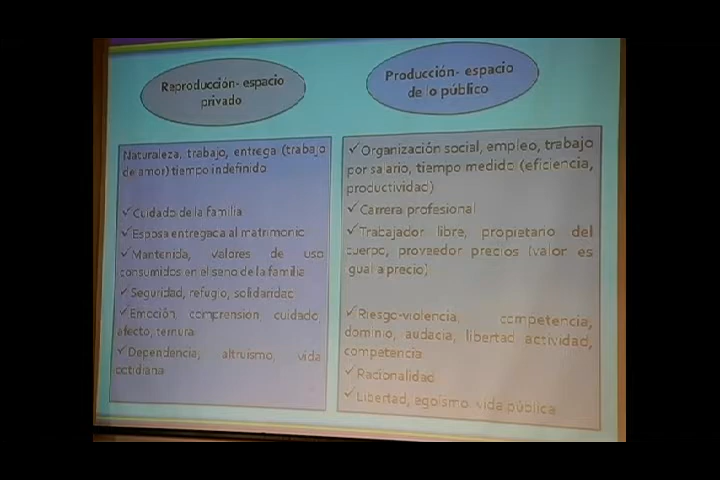 Reproducción- espacio
privado
Producción- espacio
de lo público
Naturaleza, trabajo, entrega (trabajo
de amor) tiempo indefinido
✓Cuidado de la familia
✓Esposa entregada al matrimonio
✓Mantenida, valores de uso
consumidos en el seno de la familia
✓Seguridad, refugio, solidaridad
✓Emoción, comprensión, cuidado,
afecto, ternura
✓Dependencia, altruismo, vida
cotidiana
✓Organización social, empleo, trabajo
por salario, tiempo medido (eficiencia,
productividad)
✓Carrera profesional
✓Trabajador libre, propietario del
cuerpo, proveedor precios (valor es
igual a precio)
✓Riesgo-violencia, competencia,
dominio, audacia, libertad actividad,
competencia
✓Racionalidad
✓Libertad, egoísmo, vida pública